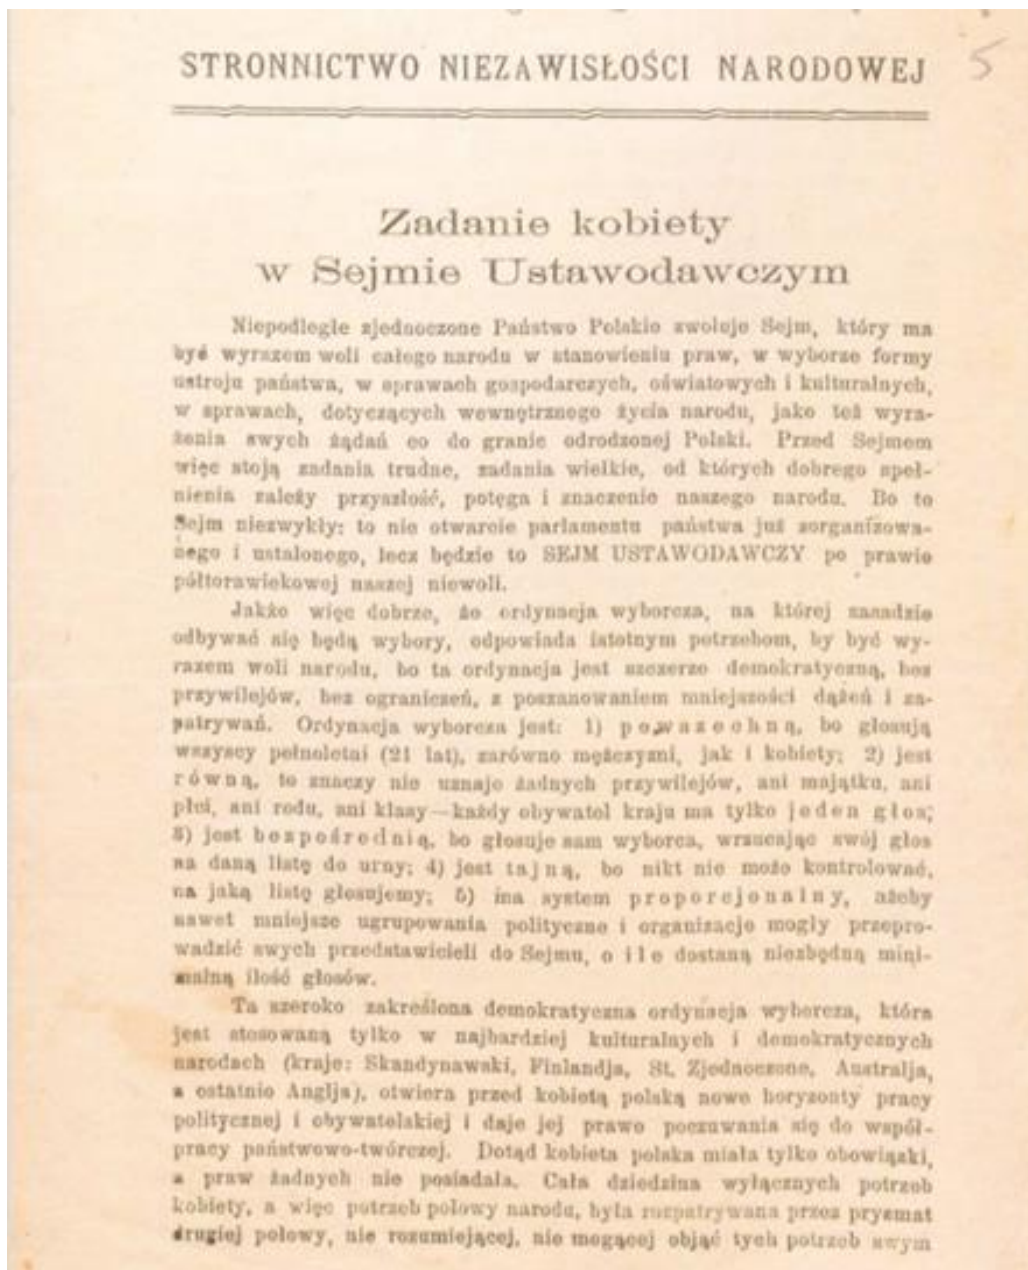 5
STRONNICTWO NIEZAWISŁOŚCI NARODOWEJ
Zadanie kobiety
w Sejmie Ustawodawczym
Niepodległe zjednoczone Państwo Polskie zwołuje Sejm, który ma
być wyrazem woli całego narodu w stanowieniu praw, w wyborze formy
ustroju państwa, w sprawach gospodarczych, oświatowych i kulturalnych,
w sprawach, dotyczących wewnętrznego życia narodu, jako też wyra-
żenia swych żądań co do granic odrodzonej Polski. Przed Sejmem
więc stoją zadania trudne, zadania wielkie, od których dobrego speł-
nienia zależy przyszłość, potęga i znaczenie naszego narodu. Bo to
Sejm niezwykły: to nie otwarcie parlamentu państwa już zorganizowa-
nego i ustalonego, lecz będzie to SEJM USTAWODAWCZY po prawie
półtorawiekowej naszej niewoli.
Jakże więc dobrze, że ordynacja wyborcza, na której zasadzie
odbywać się będą wybory, odpowiada istotnym potrzebom, by być wy-
razem woli narodu, bo ta ordynacja jest szczerze demokratyczną, bez
przywilejów, bez ograniczeń, z poszanowaniem mniejszości dążeń i za-
patrywań. Ordynacja wyborcza jest: 1) powszechną, bo głosują
wszyscy pełnoletni (21 lat), zarówno mężczyzni, jak i kobiety; 2) jest
równą, to znaczy nie uznaje żadnych przywilejów, ani majątku, ani
płci, ani rodu, ani klasy—każdy obywatel kraju ma tylko jeden głos;
3) jest bezpośrednią, bo głosuje sam wyborca, wrzucając swój głos
na daną listę do urny; 4) jest tajną, bo nikt nie może kontrolować,
na jaką listę głosujemy; 5) ma system proporcjonalny, ażeby
nawet mniejsze ugrupowania polityczne i organizacje mogły przepro-
wadzić swych przedstawicieli do Sejmu, o ile dostaną niezbędną mini-
malną ilość głosów.
Ta szeroko zakreślona demokratyczna ordynacja wyborcza, która
jest stosowaną tylko w najbardziej kulturalnych i demokratycznych
narodach (kraje: Skandynawski, Finlandja, St. Zjednoczone, Australja,
a ostatnio Anglja), otwiera przed kobietą polską nowe horyzonty pracy
politycznej i obywatelskiej i daje jej prawo poczuwania się do współ-
pracy państwowo-twórczej. Dotąd kobieta polska miała tylko obowiązki,
a praw żadnych nie posiadała. Cała dziedzina wyłącznych potrzeb
kobiety, a więc potrzeb połowy narodu, była rozpatrywana przez pryzmat
drugiej połowy, nie rozumiejącej, nie mogącej objąć tych potrzeb swym